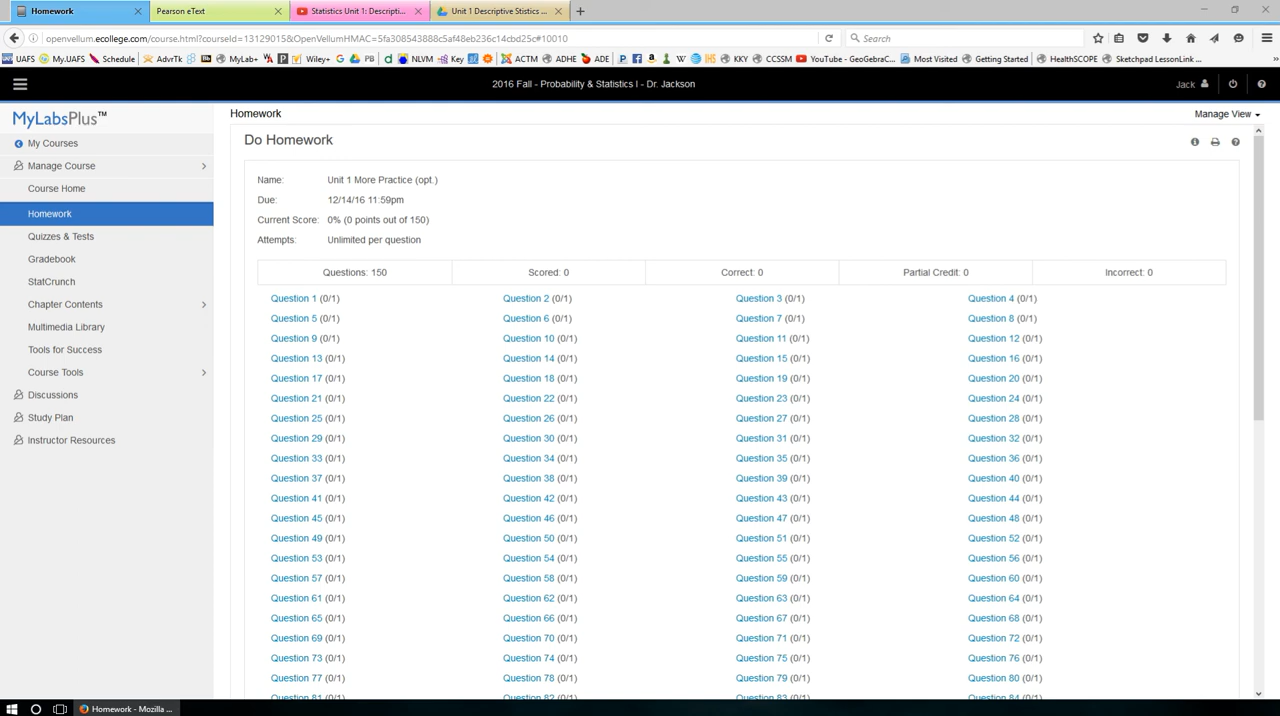 Homework
Pearson eText
Statistics Unit 1: Descripti...
Unit 1 Descriptive Stistics ...
openvellum.ecollege.com/course.html?courseId=13129015&OpenVellumHMAC=5fa308543888c5af48eb236c14cbd25c#10010
Search
UAFS My.UAFS Schedule AdvrTk MyLab+ Wiley+ PB NLVM Key ACTM ADHE ADE KKY CCSSM YouTube - GeoGebraC... Most Visited Getting Started HealthSCOPE Sketchpad LessonLink ...
2016 Fall - Probability & Statistics I - Dr. Jackson
Jack
MyLabsPlus™
My Courses
Manage Course
Course Home
Homework
Quizzes & Tests
Gradebook
StatCrunch
Chapter Contents
Multimedia Library
Tools for Success
Course Tools
Discussions
Study Plan
Instructor Resources
Homework
Manage View
Do Homework
Name: Unit 1 More Practice (opt.)
Due: 12/14/16 11:59pm
Current Score: 0% (0 points out of 150)
Attempts: Unlimited per question
Questions: 150 Scored: 0 Correct: 0 Partial Credit: 0 Incorrect: 0
Question 1 (0/1) Question 2 (0/1) Question 3 (0/1) Question 4 (0/1)
Question 5 (0/1) Question 6 (0/1) Question 7 (0/1) Question 8 (0/1)
Question 9 (0/1) Question 10 (0/1) Question 11 (0/1) Question 12 (0/1)
Question 13 (0/1) Question 14 (0/1) Question 15 (0/1) Question 16 (0/1)
Question 17 (0/1) Question 18 (0/1) Question 19 (0/1) Question 20 (0/1)
Question 21 (0/1) Question 22 (0/1) Question 23 (0/1) Question 24 (0/1)
Question 25 (0/1) Question 26 (0/1) Question 27 (0/1) Question 28 (0/1)
Question 29 (0/1) Question 30 (0/1) Question 31 (0/1) Question 32 (0/1)
Question 33 (0/1) Question 34 (0/1) Question 35 (0/1) Question 36 (0/1)
Question 37 (0/1) Question 38 (0/1) Question 39 (0/1) Question 40 (0/1)
Question 41 (0/1) Question 42 (0/1) Question 43 (0/1) Question 44 (0/1)
Question 45 (0/1) Question 46 (0/1) Question 47 (0/1) Question 48 (0/1)
Question 49 (0/1) Question 50 (0/1) Question 51 (0/1) Question 52 (0/1)
Question 53 (0/1) Question 54 (0/1) Question 55 (0/1) Question 56 (0/1)
Question 57 (0/1) Question 58 (0/1) Question 59 (0/1) Question 60 (0/1)
Question 61 (0/1) Question 62 (0/1) Question 63 (0/1) Question 64 (0/1)
Question 65 (0/1) Question 66 (0/1) Question 67 (0/1) Question 68 (0/1)
Question 69 (0/1) Question 70 (0/1) Question 71 (0/1) Question 72 (0/1)
Question 73 (0/1) Question 74 (0/1) Question 75 (0/1) Question 76 (0/1)
Question 77 (0/1) Question 78 (0/1) Question 79 (0/1) Question 80 (0/1)
Question 81 (0/1) Question 82 (0/1) Question 83 (0/1) Question 84 (0/1)
Homework - Mozilla ...